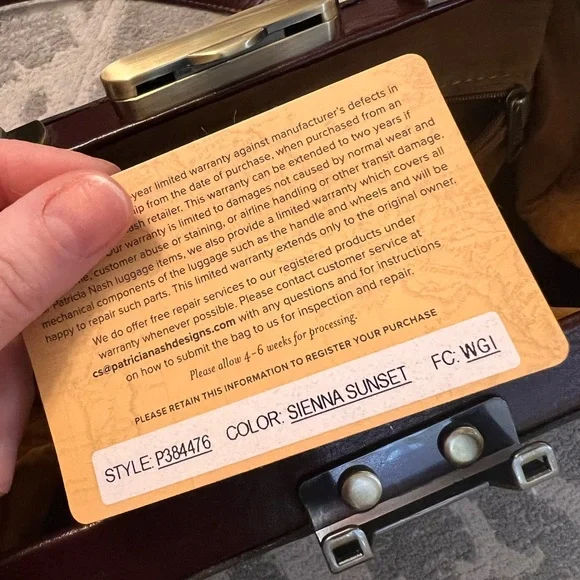 year limited warranty against manufacturer's defects in
ip from the date of purchase, when purchased from an
ash retailer. This warranty can be extended to two years if
Our warranty is limited to damages not caused by normal wear and
e, customer abuse or staining, or airline handling or other transit damage.
r Patricia Nash luggage items, we also provide a limited warranty which covers all
mechanical components of the luggage such as the handle and wheels and will be
happy to repair such parts. This limited warranty extends only to the original owner.
We do offer free repair services to our registered products under
warranty whenever possible. Please contact customer service at
cs@patricianashdesigns.com with any questions and for instructions
on how to submit the bag to us for inspection and repair.
Please allow 4-6 weeks for processing.
PLEASE RETAIN THIS INFORMATION TO REGISTER YOUR PURCHASE
STYLE: P384476 COLOR: SIENNA SUNSET FC: WGI